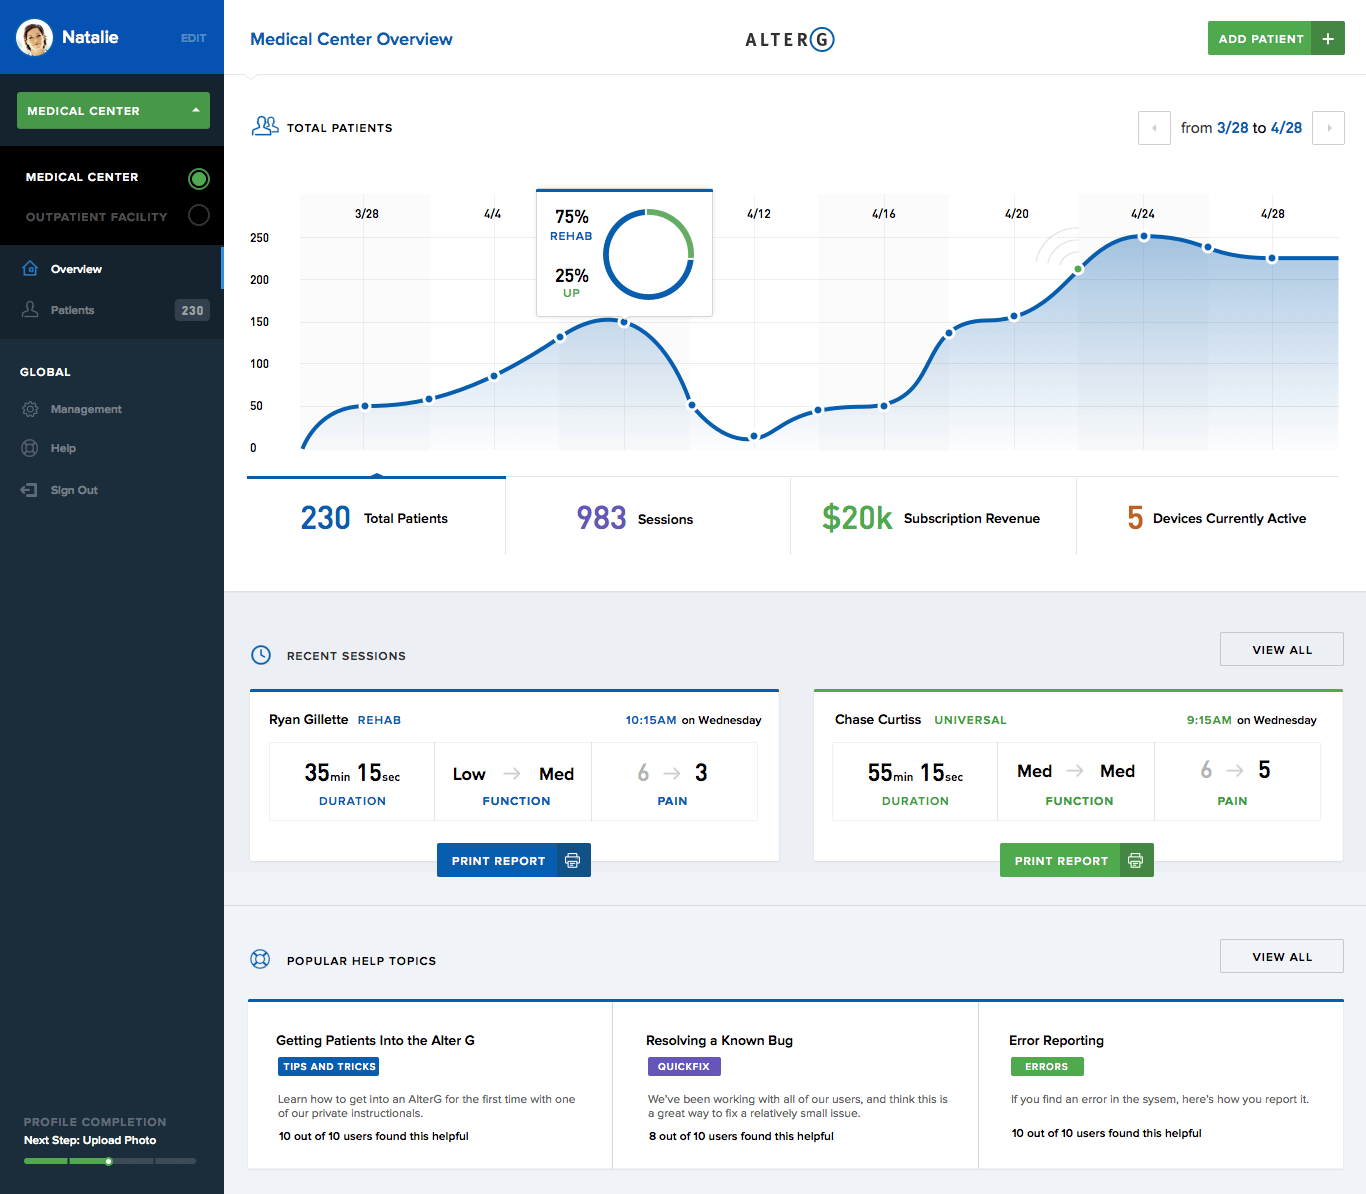 Natalie
EDIT
Medical Center Overview
ALTERG
ADD PATIENT +
MEDICAL CENTER
MEDICAL CENTER
OUTPATIENT FACILITY
Overview
Patients
230
GLOBAL
Management
Help
Sign Out
PROFILE COMPLETION
Next Step: Upload Photo
TOTAL PATIENTS
from 3/28 to 4/28
3/28
4/4
4/12
4/16
4/20
4/24
4/28
75%
REHAB
25%
UP
250
200
150
100
50
0
230 Total Patients
983 Sessions
$20k Subscription Revenue
5 Devices Currently Active
RECENT SESSIONS
VIEW ALL
Ryan Gillette REHAB
10:15AM on Wednesday
35min 15sec
DURATION
Low → Med
FUNCTION
6 → 3
PAIN
PRINT REPORT
Chase Curtiss UNIVERSAL
9:15AM on Wednesday
55min 15sec
DURATION
Med → Med
FUNCTION
6 → 5
PAIN
PRINT REPORT
POPULAR HELP TOPICS
VIEW ALL
Getting Patients Into the Alter G
TIPS AND TRICKS
Learn how to get into an AlterG for the first time with one
of our private instructionals.
10 out of 10 users found this helpful
Resolving a Known Bug
QUICKFIX
We've been working with all of our users, and think this is
a great way to fix a relatively small issue.
8 out of 10 users found this helpful
Error Reporting
ERRORS
If you find an error in the sysem, here's how you report it.
10 out of 10 users found this helpful